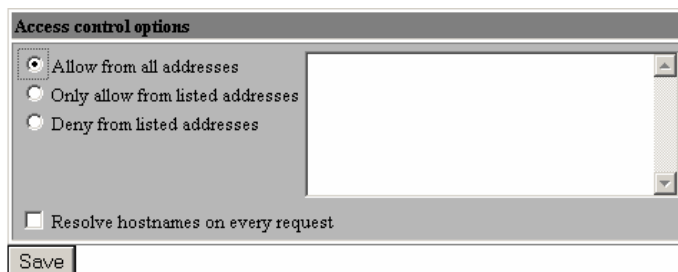 Access control options
Allow from all addresses
Only allow from listed addresses
Deny from listed addresses
Resolve hostnames on every request
Save